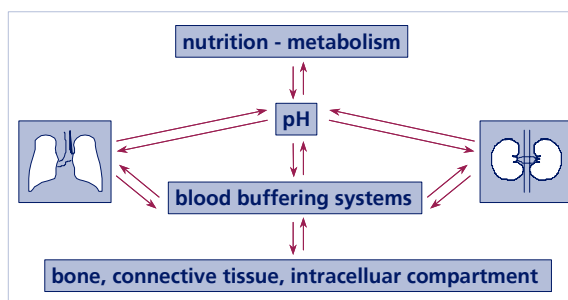 nutrition - metabolism
pH
blood buffering systems
bone, connective tissue, intracelluar compartment